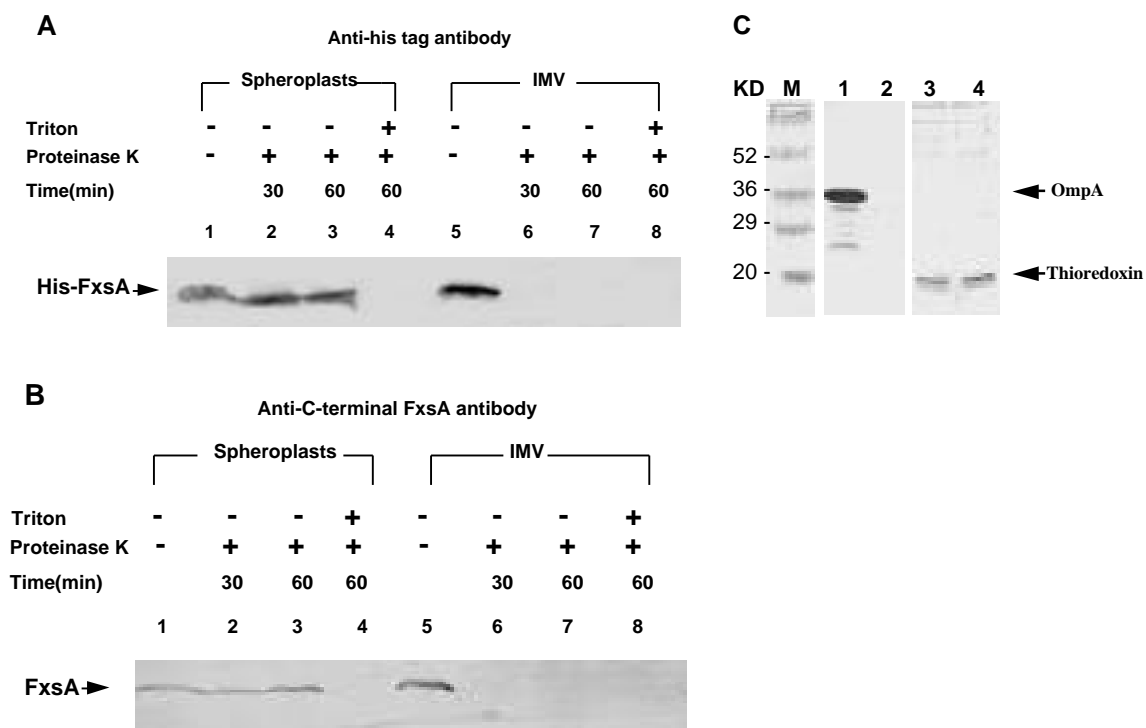 A
Anti-his tag antibody
Spheroplasts IMV
Triton - - - + - - - +
Proteinase K - + + + - + + +
Time(min) 30 60 60 30 60 60
1 2 3 4 5 6 7 8
His-FxsA
B
Anti-C-terminal FxsA antibody
Spheroplasts IMV
Triton - - - + - - - +
Proteinase K - + + + - + + +
Time(min) 30 60 60 30 60 60
1 2 3 4 5 6 7 8
FxsA
C
KD M 1 2 3 4
52 -
36 - OmpA
29 -
20 - Thioredoxin